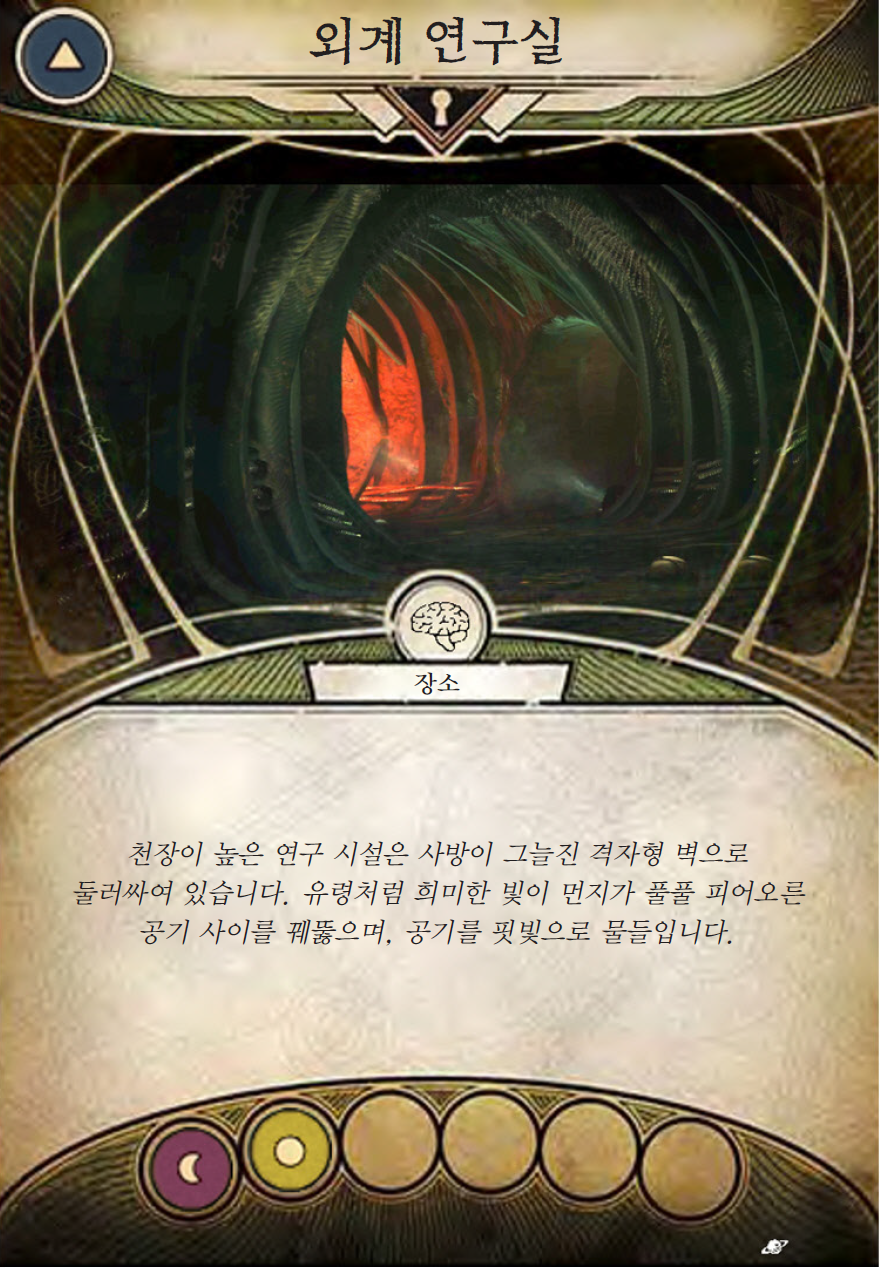 외계 연구실
장소
천장이 높은 연구 시설은 사방이 그늘진 격자형 벽으로
둘러싸여 있습니다. 유령처럼 희미한 빛이 먼지가 풀풀 피어오른
공기 사이를 꿰뚫으며, 공기를 핏빛으로 물들입니다.